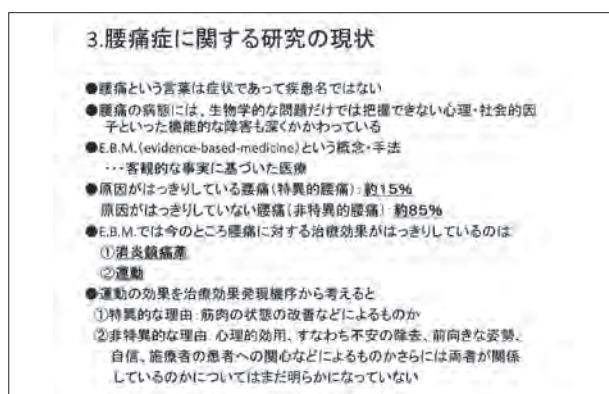 3.腰痛症に関する研究の現状
●腰痛という言葉は症状であって疾患名ではない
●腰痛の病態には、生物学的な問題だけでは把握できない心理・社会的因
子といった機能的な障害も深くかかわっている
●E.B.M.(evidence-based-medicine)という概念・手法
・・・客観的な事実に基づいた医療
●原因がはっきりしている腰痛(特異的腰痛):約15%
原因がはっきりしていない腰痛(非特異的腰痛):約85%
●E.B.M.では今のところ腰痛に対する治療効果がはっきりしているのは
①消炎鎮痛薬
②運動
●運動の効果を治療効果発現機序から考えると
①特異的な理由:筋肉の状態の改善などによるものか
②非特異的な理由:心理的効用、すなわち不安の除去、前向きな姿勢、
自信、施療者の患者への関心などによるものかさらには両者が関係
しているのかについてはまだ明らかになっていない